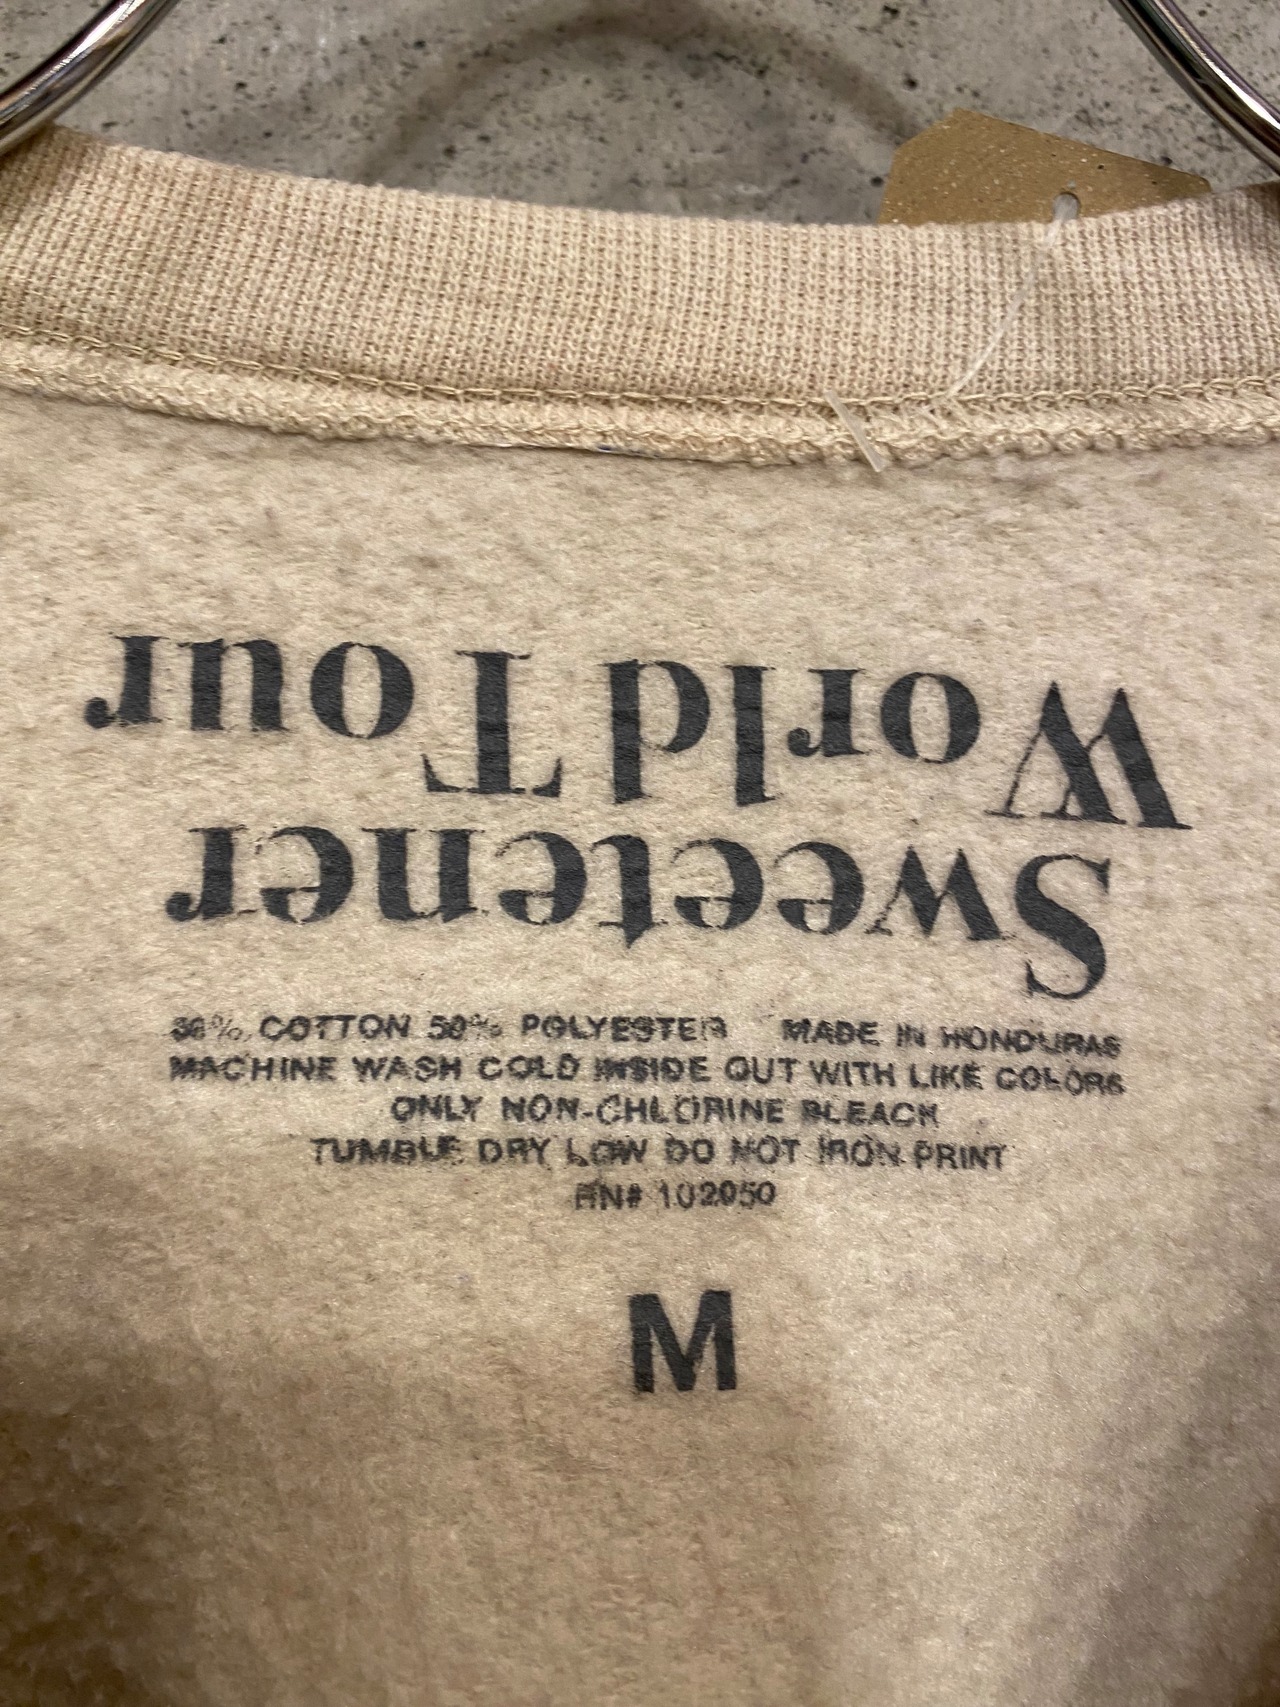 Sweetener
World Tour
50% COTTON 50% POLYESTER MADE IN HONDURAS
MACHINE WASH COLD INSIDE OUT WITH LIKE COLORS
ONLY NON-CHLORINE BLEACH
TUMBLE DRY LOW DO NOT IRON PRINT
RN# 102050
M